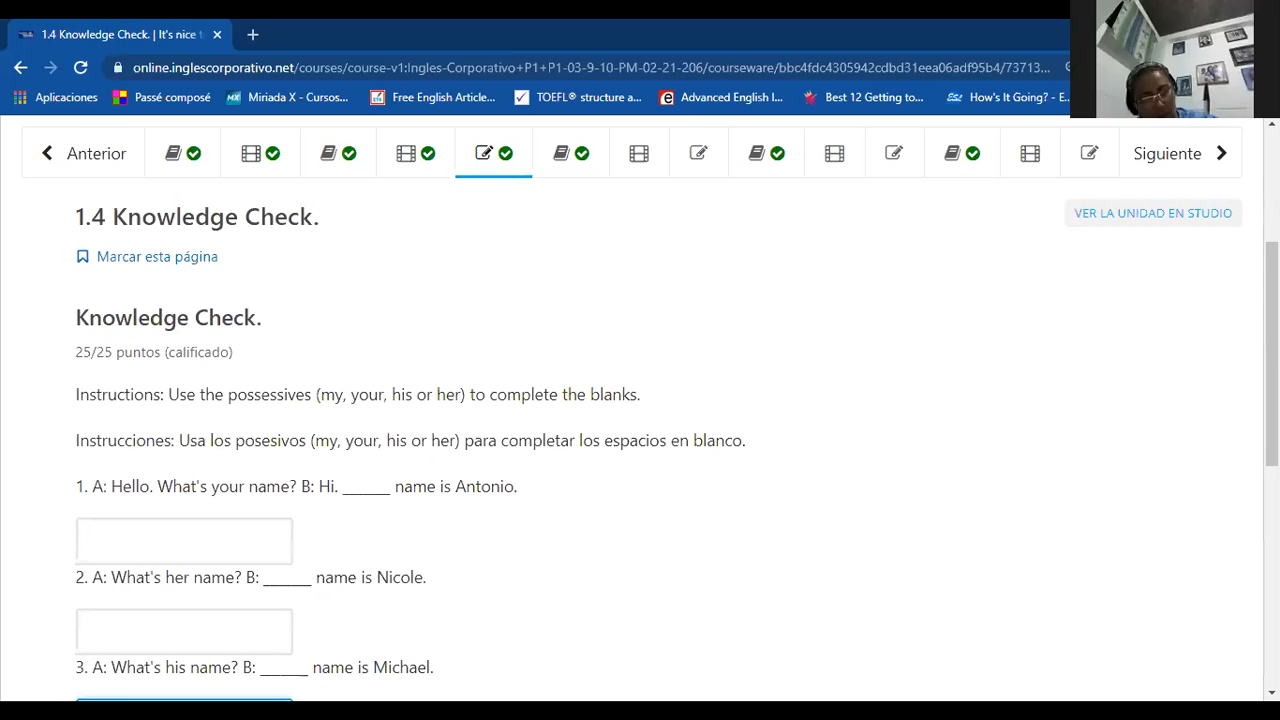 1.4 Knowledge Check. | It's nice t
online.inglescorporativo.net/courses/course-v1:Ingles-Corporativo+P1+P1-03-9-10-PM-02-21-206/courseware/bbc4fdc4305942cdbd31eea06adf95b4/73713...
Aplicaciones Passé composé Miriada X - Cursos... Free English Article... TOEFL® structure a... Advanced English I... Best 12 Getting to... How's It Going? - E...
Anterior Siguiente
1.4 Knowledge Check.
VER LA UNIDAD EN STUDIO
Marcar esta página
Knowledge Check.
25/25 puntos (calificado)
Instructions: Use the possessives (my, your, his or her) to complete the blanks.
Instrucciones: Usa los posesivos (my, your, his or her) para completar los espacios en blanco.
1. A: Hello. What's your name? B: Hi. ______ name is Antonio.
2. A: What's her name? B: ______ name is Nicole.
3. A: What's his name? B: ______ name is Michael.